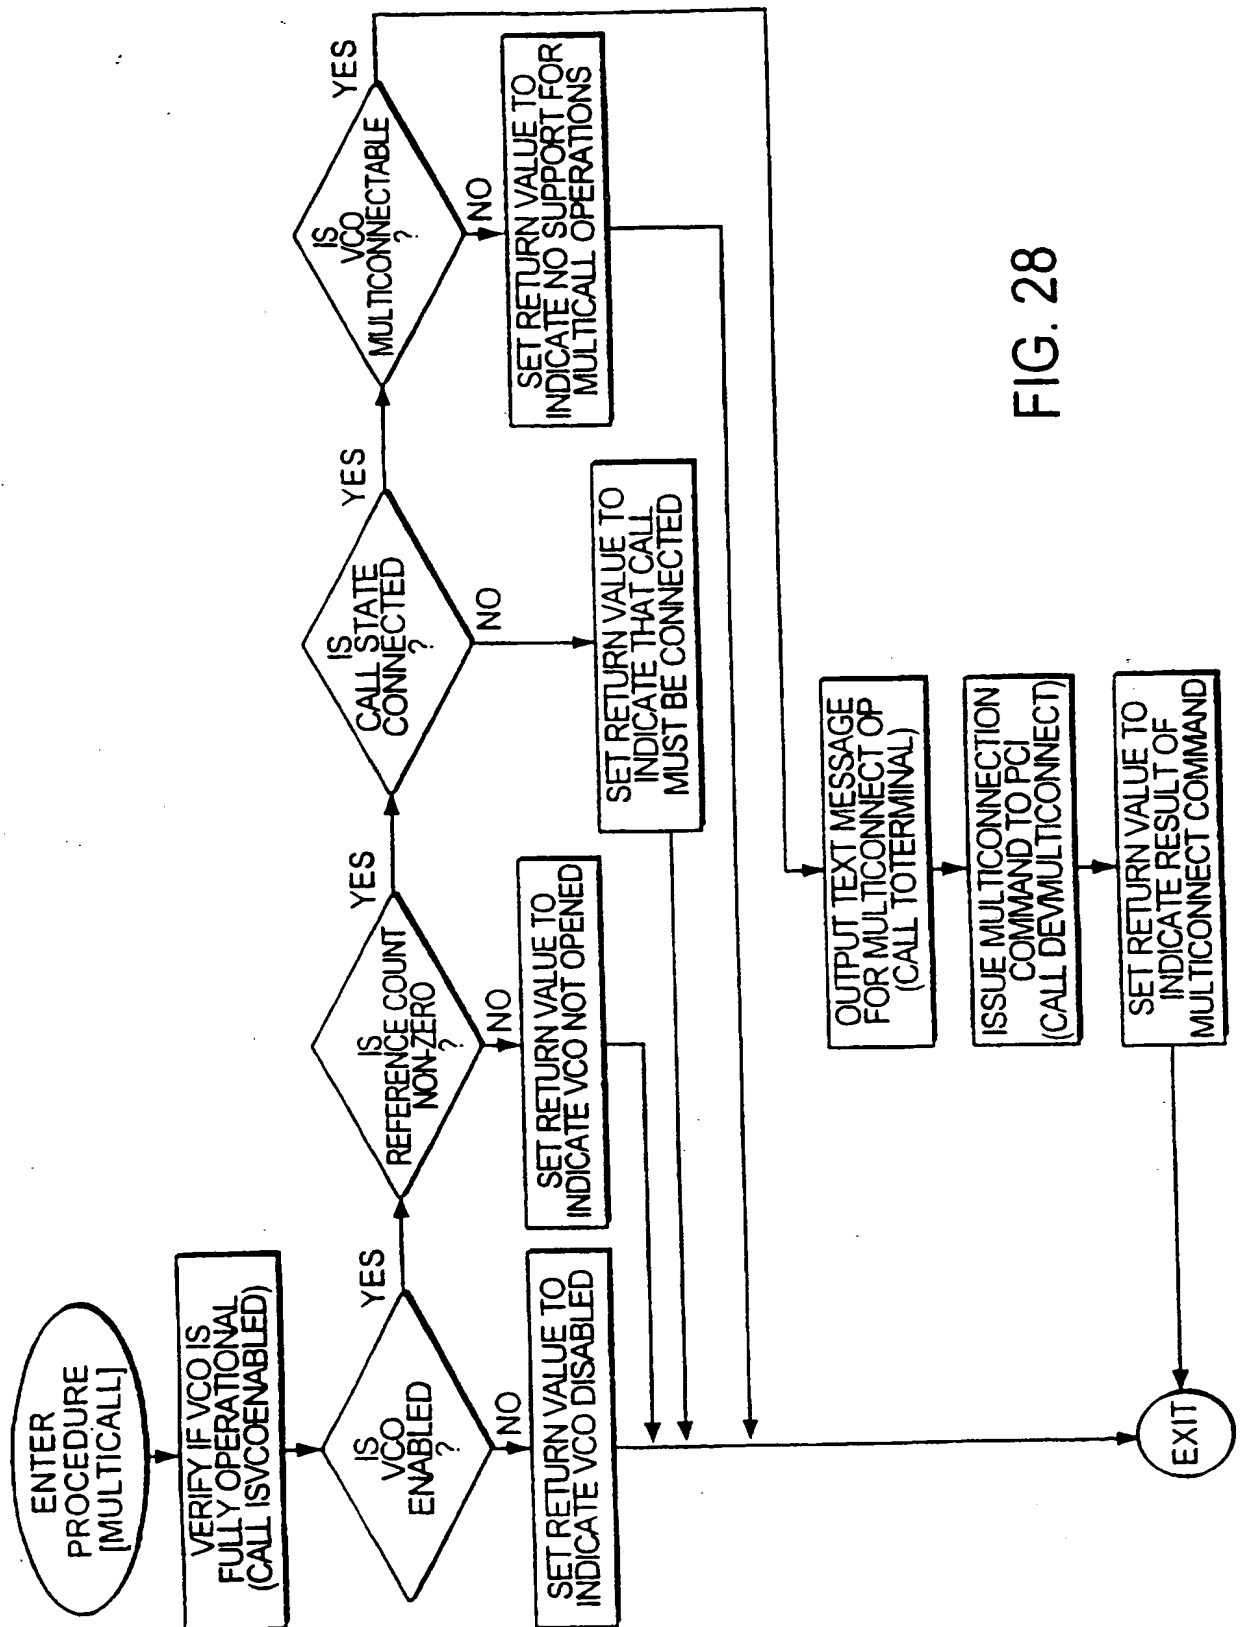 ENTER
PROCEDURE
[MULTICALL]
VERIFY IF VCO IS
FULLY OPERATIONAL
(CALL ISVCOENABLED)
IS
VCO
ENABLED
?
YES
NO
SET RETURN VALUE TO
INDICATE VCO DISABLED
IS
REFERENCE COUNT
NON-ZERO
?
YES
NO
SET RETURN VALUE TO
INDICATE VCO NOT OPENED
IS
CALL STATE
CONNECTED
?
YES
NO
SET RETURN VALUE TO
INDICATE THAT CALL
MUST BE CONNECTED
IS
VCO
MULTICONNECTABLE
?
YES
NO
SET RETURN VALUE TO
INDICATE NO SUPPORT FOR
MULTICALL OPERATIONS
OUTPUT TEXT MESSAGE
FOR MULTICONNECT OP
(CALL TOTERMINAL)
ISSUE MULTICONNECTION
COMMAND TO PCI
(CALL DEVMULTICONNECT)
SET RETURN VALUE TO
INDICATE RESULT OF
MULTICONNECT COMMAND
EXIT
FIG. 28